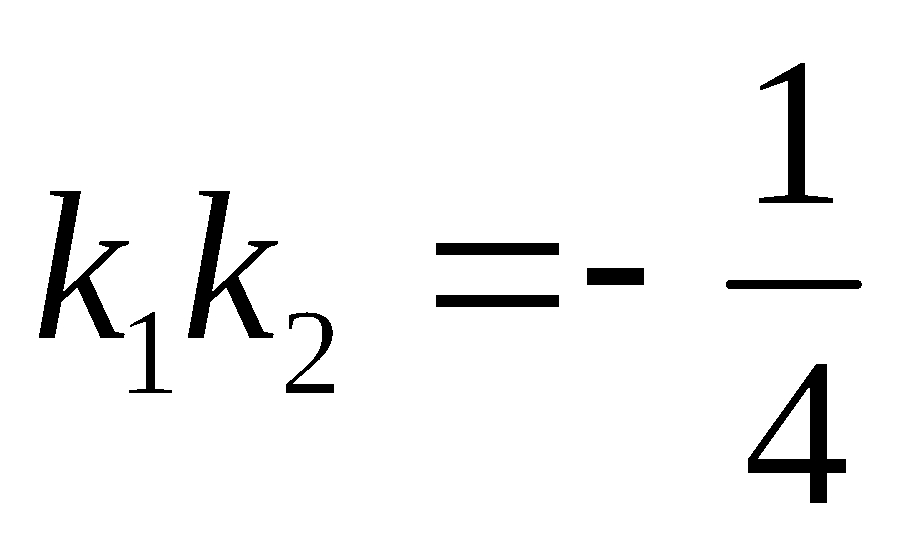 k₁k₂ = - 1/4